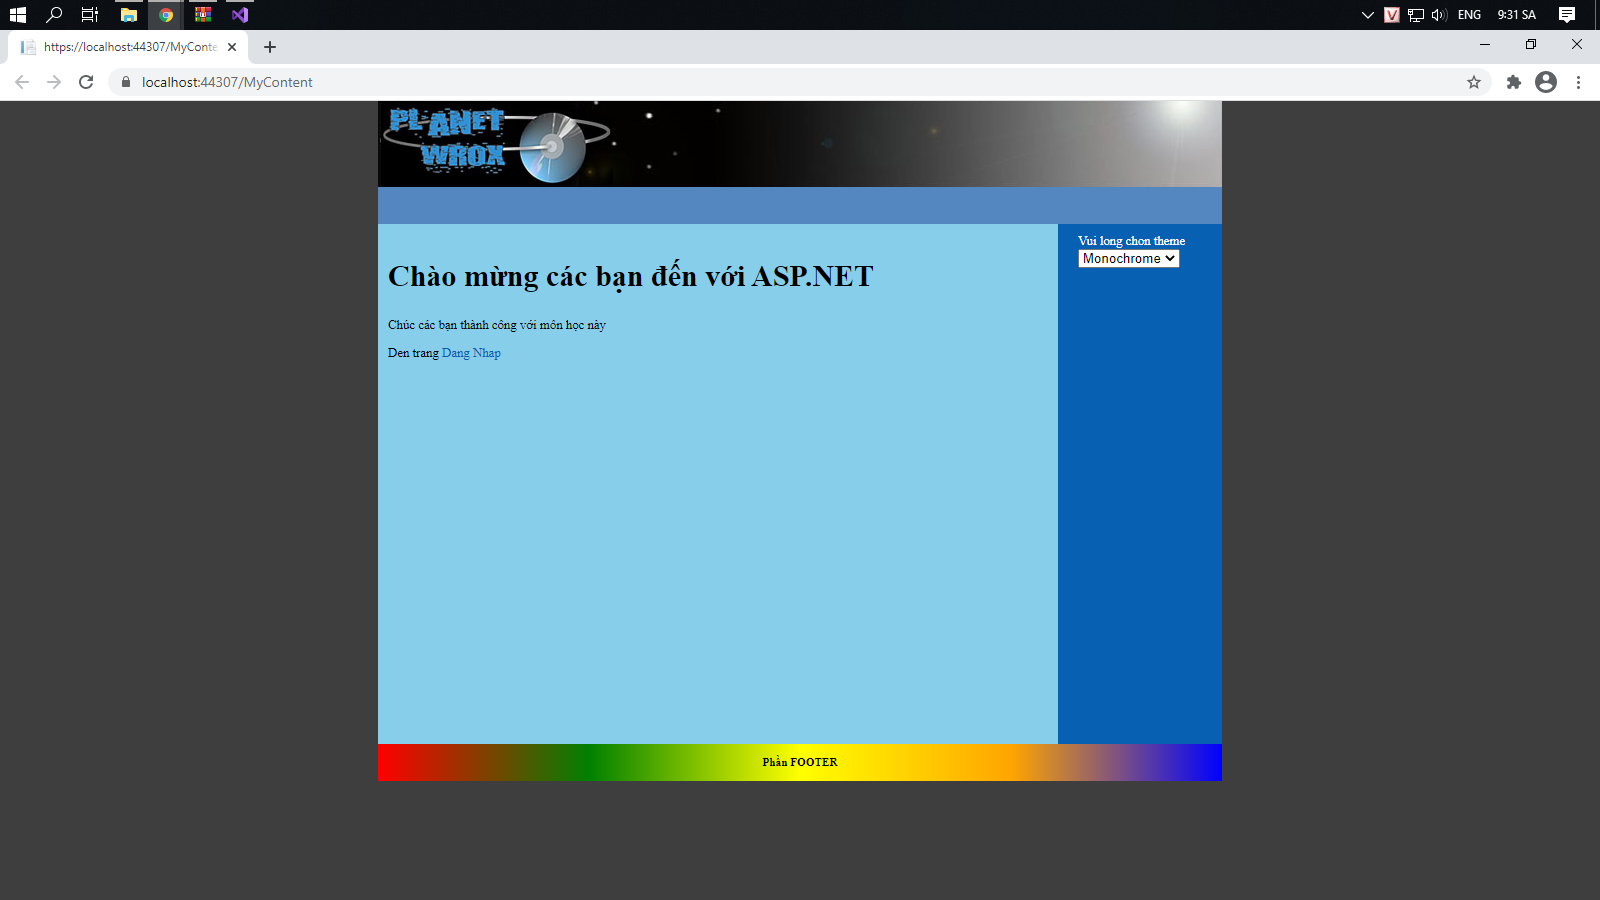 ENG
9:31 SA
https://localhost:44307/MyConte
localhost:44307/MyContent
PLANET
WROX
Vui long chon theme
Monochrome
Chào mừng các bạn đến với ASP.NET
Chúc các bạn thành công với môn học này
Den trang Dang Nhap
Phần FOOTER